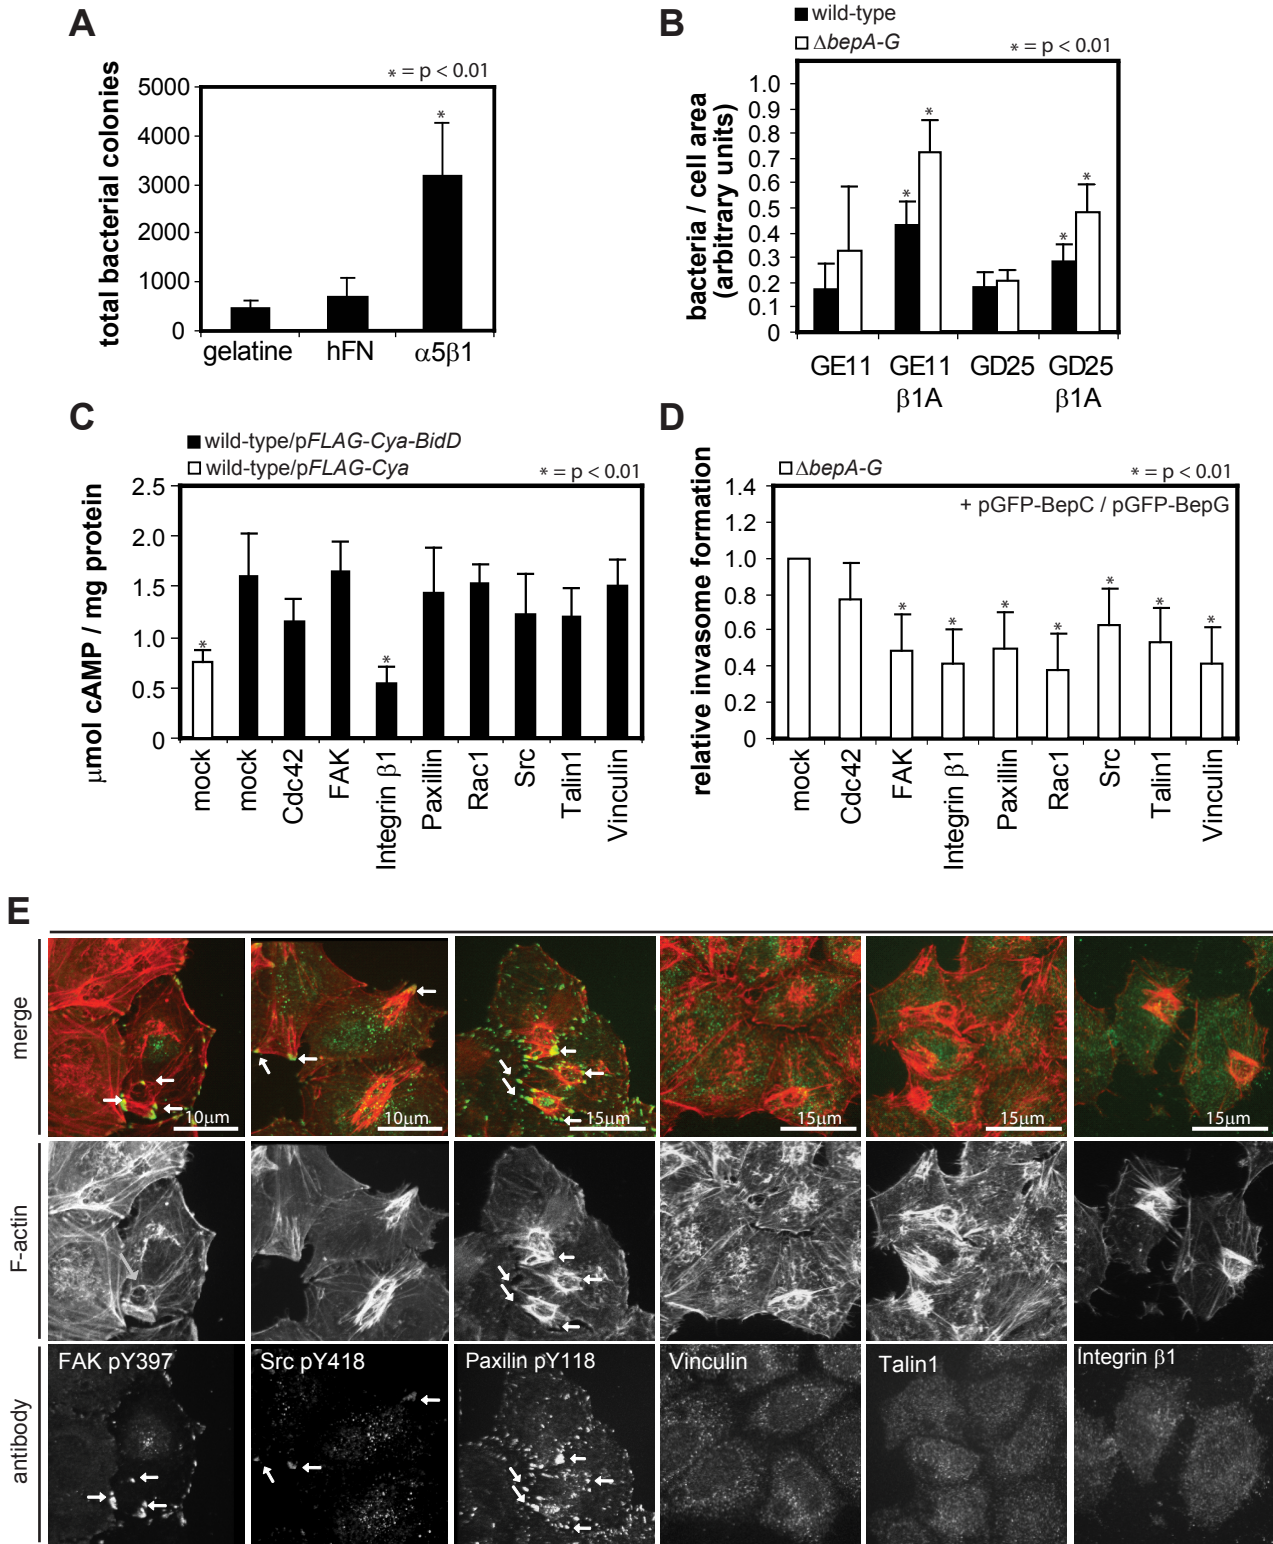 A
* = p < 0.01
total bacterial colonies
5000
4000
3000
2000
1000
0
*
gelatine
hFN
α5β1
B
wild-type
ΔbepA-G
* = p < 0.01
bacteria / cell area
(arbitrary units)
1.0
0.9
0.8
0.7
0.6
0.5
0.4
0.3
0.2
0.1
0
*
*
*
*
GE11
GE11
β1A
GD25
GD25
β1A
C
wild-type/pFLAG-Cya-BidD
wild-type/pFLAG-Cya
* = p < 0.01
μmol cAMP / mg protein
2.5
2.0
1.5
1.0
0.5
0
*
*
mock
mock
Cdc42
FAK
Integrin β1
Paxillin
Rac1
Src
Talin1
Vinculin
D
ΔbepA-G
* = p < 0.01
+ pGFP-BepC / pGFP-BepG
relative invasome formation
1.4
1.2
1.0
0.8
0.6
0.4
0.2
0
*
*
*
*
*
*
*
mock
Cdc42
FAK
Integrin β1
Paxillin
Rac1
Src
Talin1
Vinculin
E
merge
10μm
10μm
15μm
15μm
15μm
15μm
F-actin
antibody
FAK pY397
Src pY418
Paxilin pY118
Vinculin
Talin1
Integrin β1